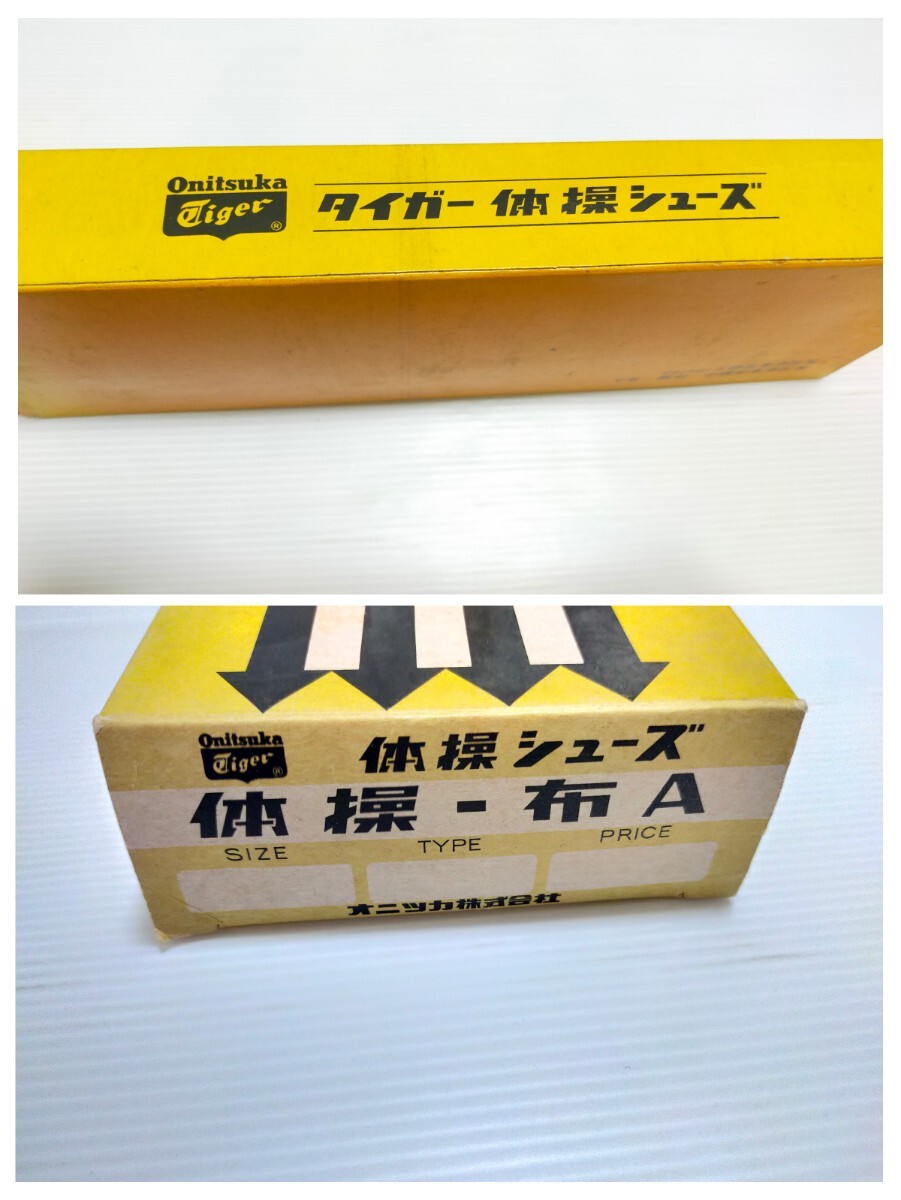 Onitsuka
Tiger ®
タイガー 体操シューズ
Onitsuka
Tiger ®
体操シューズ
体操-布A
SIZE TYPE PRICE
オニツカ株式会社